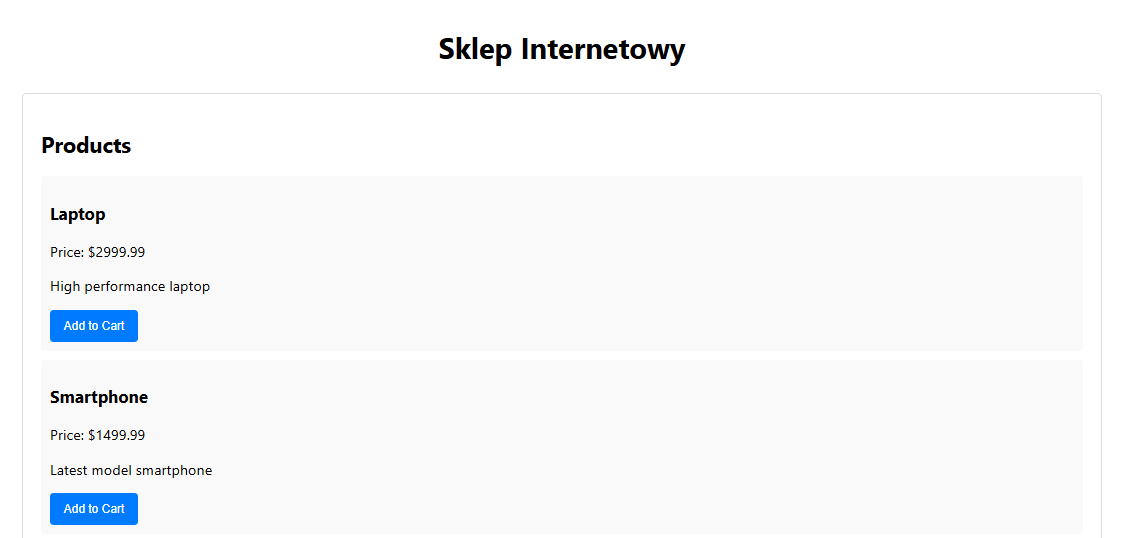 Sklep Internetowy
Products
Laptop
Price: $2999.99
High performance laptop
Add to Cart
Smartphone
Price: $1499.99
Latest model smartphone
Add to Cart